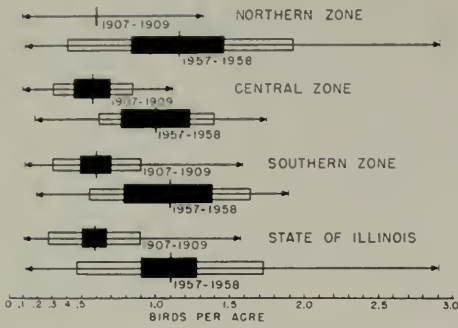 NORTHERN ZONE
1907-1909
1957-1958
CENTRAL ZONE
1907-1909
1957-1958
SOUTHERN ZONE
1907-1909
1957-1958
STATE OF ILLINOIS
1907-1909
1957-1958
0 .1 .2 .3 .4 .5 1.0 1.5 2.0 2.5 3.0
BIRDS PER ACRE